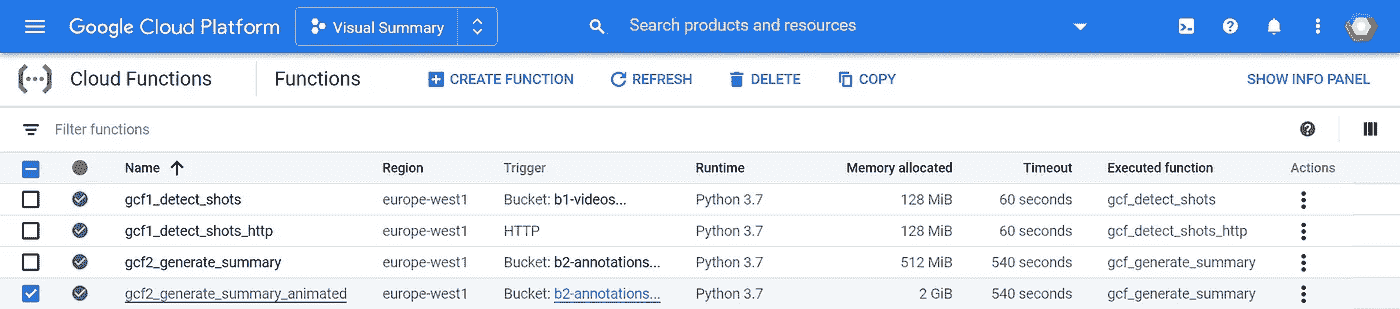 Google Cloud Platform Visual Summary Search products and resources
Cloud Functions Functions CREATE FUNCTION REFRESH DELETE COPY SHOW INFO PANEL
Filter functions
Name Region Trigger Runtime Memory allocated Timeout Executed function Actions
gcf1_detect_shots europe-west1 Bucket: b1-videos... Python 3.7 128 MiB 60 seconds gcf_detect_shots
gcf1_detect_shots_http europe-west1 HTTP Python 3.7 128 MiB 60 seconds gcf_detect_shots_http
gcf2_generate_summary europe-west1 Bucket: b2-annotations... Python 3.7 512 MiB 540 seconds gcf_generate_summary
gcf2_generate_summary_animated europe-west1 Bucket: b2-annotations... Python 3.7 2 GiB 540 seconds gcf_generate_summary